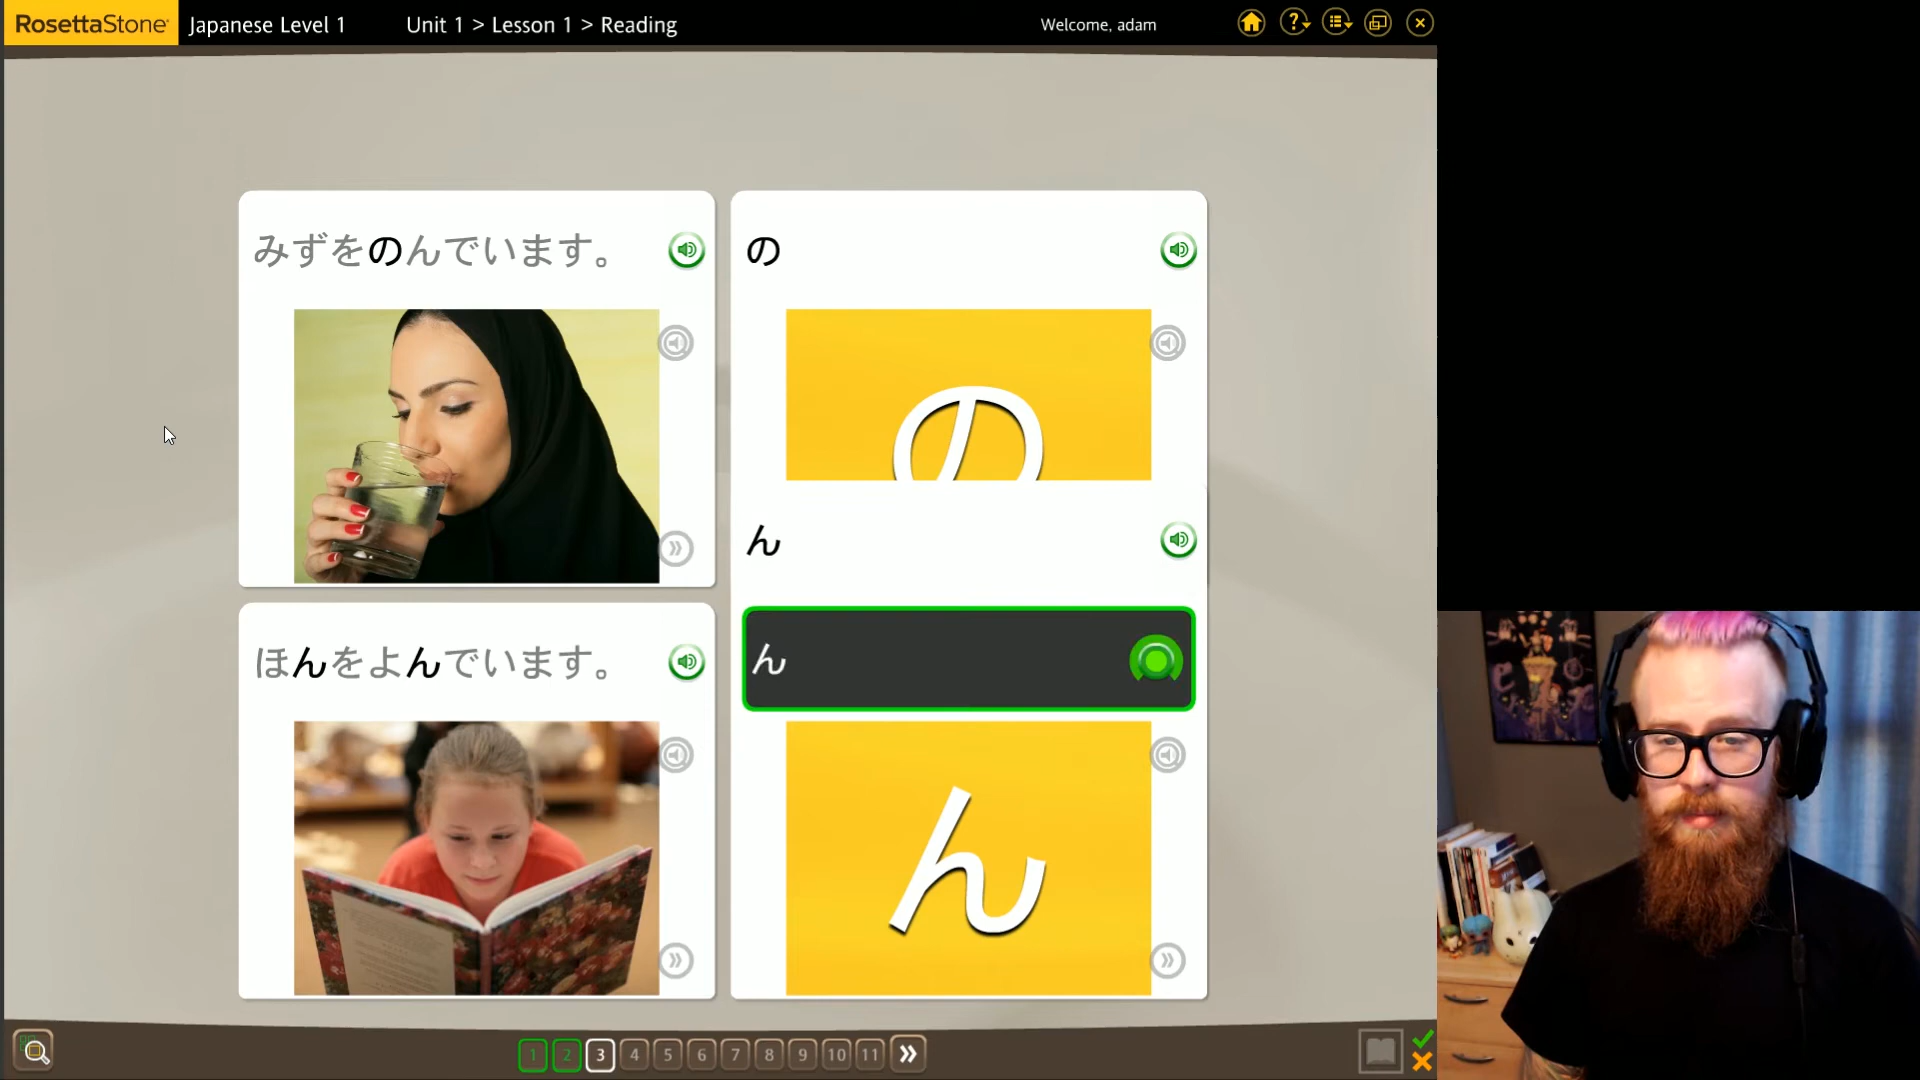 RosettaStone
Japanese Level 1
Unit 1 > Lesson 1 > Reading
Welcome, adam
みずをのんでいます。
の
の
ん
ほんをよんでいます。
ん
ん
1 2 3 4 5 6 7 8 9 10 11